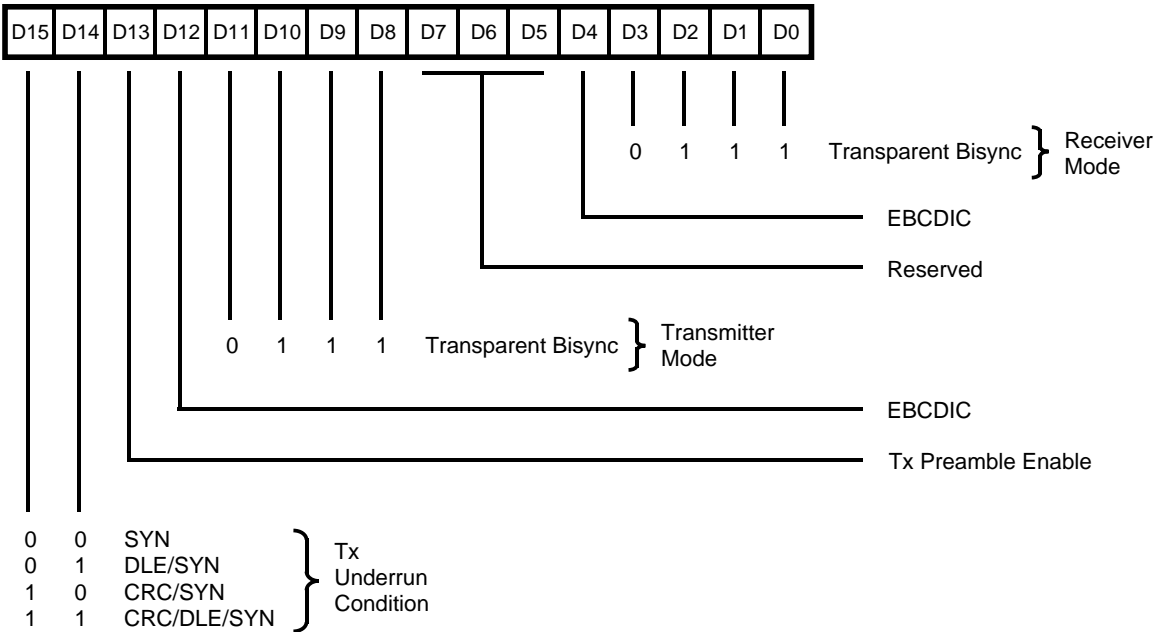 D15 D14 D13 D12 D11 D10 D9 D8 D7 D6 D5 D4 D3 D2 D1 D0
0 1 1 1 Transparent Bisync Receiver
Mode
EBCDIC
Reserved
0 1 1 1 Transparent Bisync Transmitter
Mode
EBCDIC
Tx Preamble Enable
0 0 SYN
0 1 DLE/SYN
1 0 CRC/SYN
1 1 CRC/DLE/SYN
Tx
Underrun
Condition